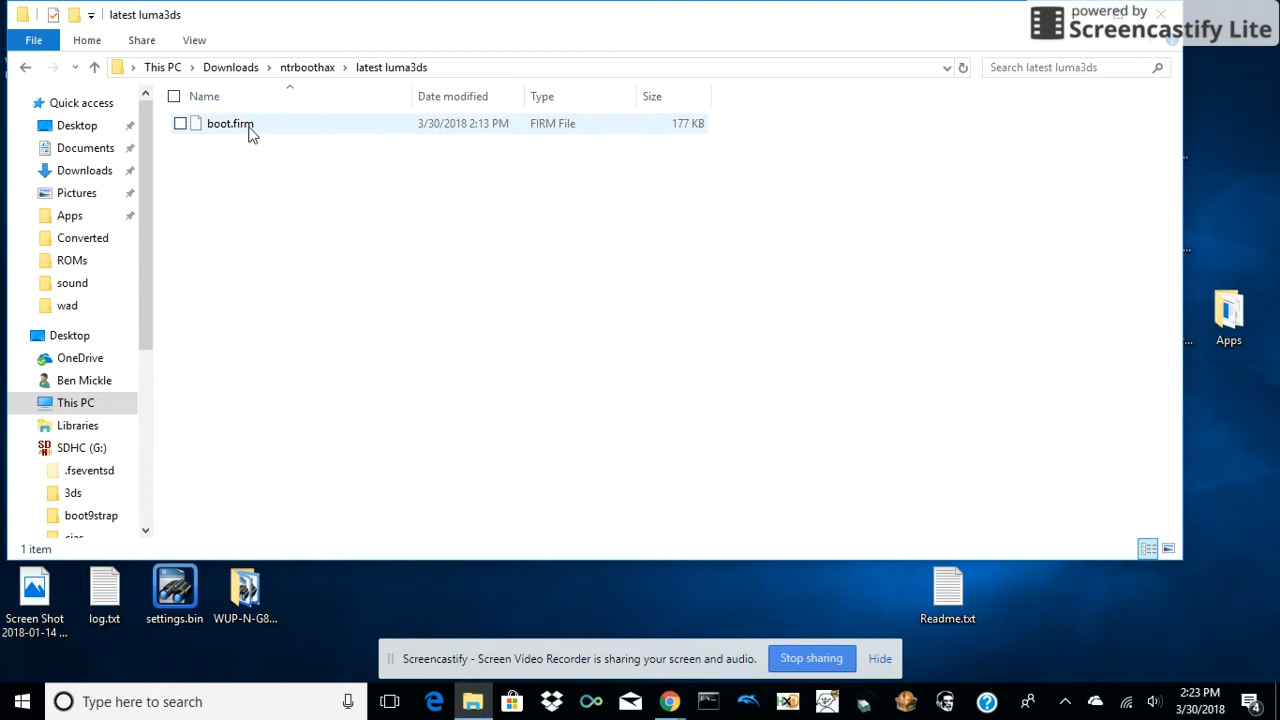 latest luma3ds
powered by
Screencastify Lite
File
Home
Share
View
This PC
Downloads
ntrboothax
latest luma3ds
Search latest luma3ds
Name
Date modified
Type
Size
boot.firm
3/30/2018 2:13 PM
FIRM File
177 KB
Quick access
Desktop
Documents
Downloads
Pictures
Apps
Converted
ROMs
sound
wad
Desktop
OneDrive
Ben Mickle
This PC
Libraries
SDHC (G:)
.fseventsd
3ds
boot9strap
cias
1 item
Apps
Screen Shot
2018-01-14 ...
log.txt
settings.bin
WUP-N-G8...
Readme.txt
Screencastify - Screen Video Recorder is sharing your screen and audio.
Stop sharing
Hide
Type here to search
2:23 PM
3/30/2018
4